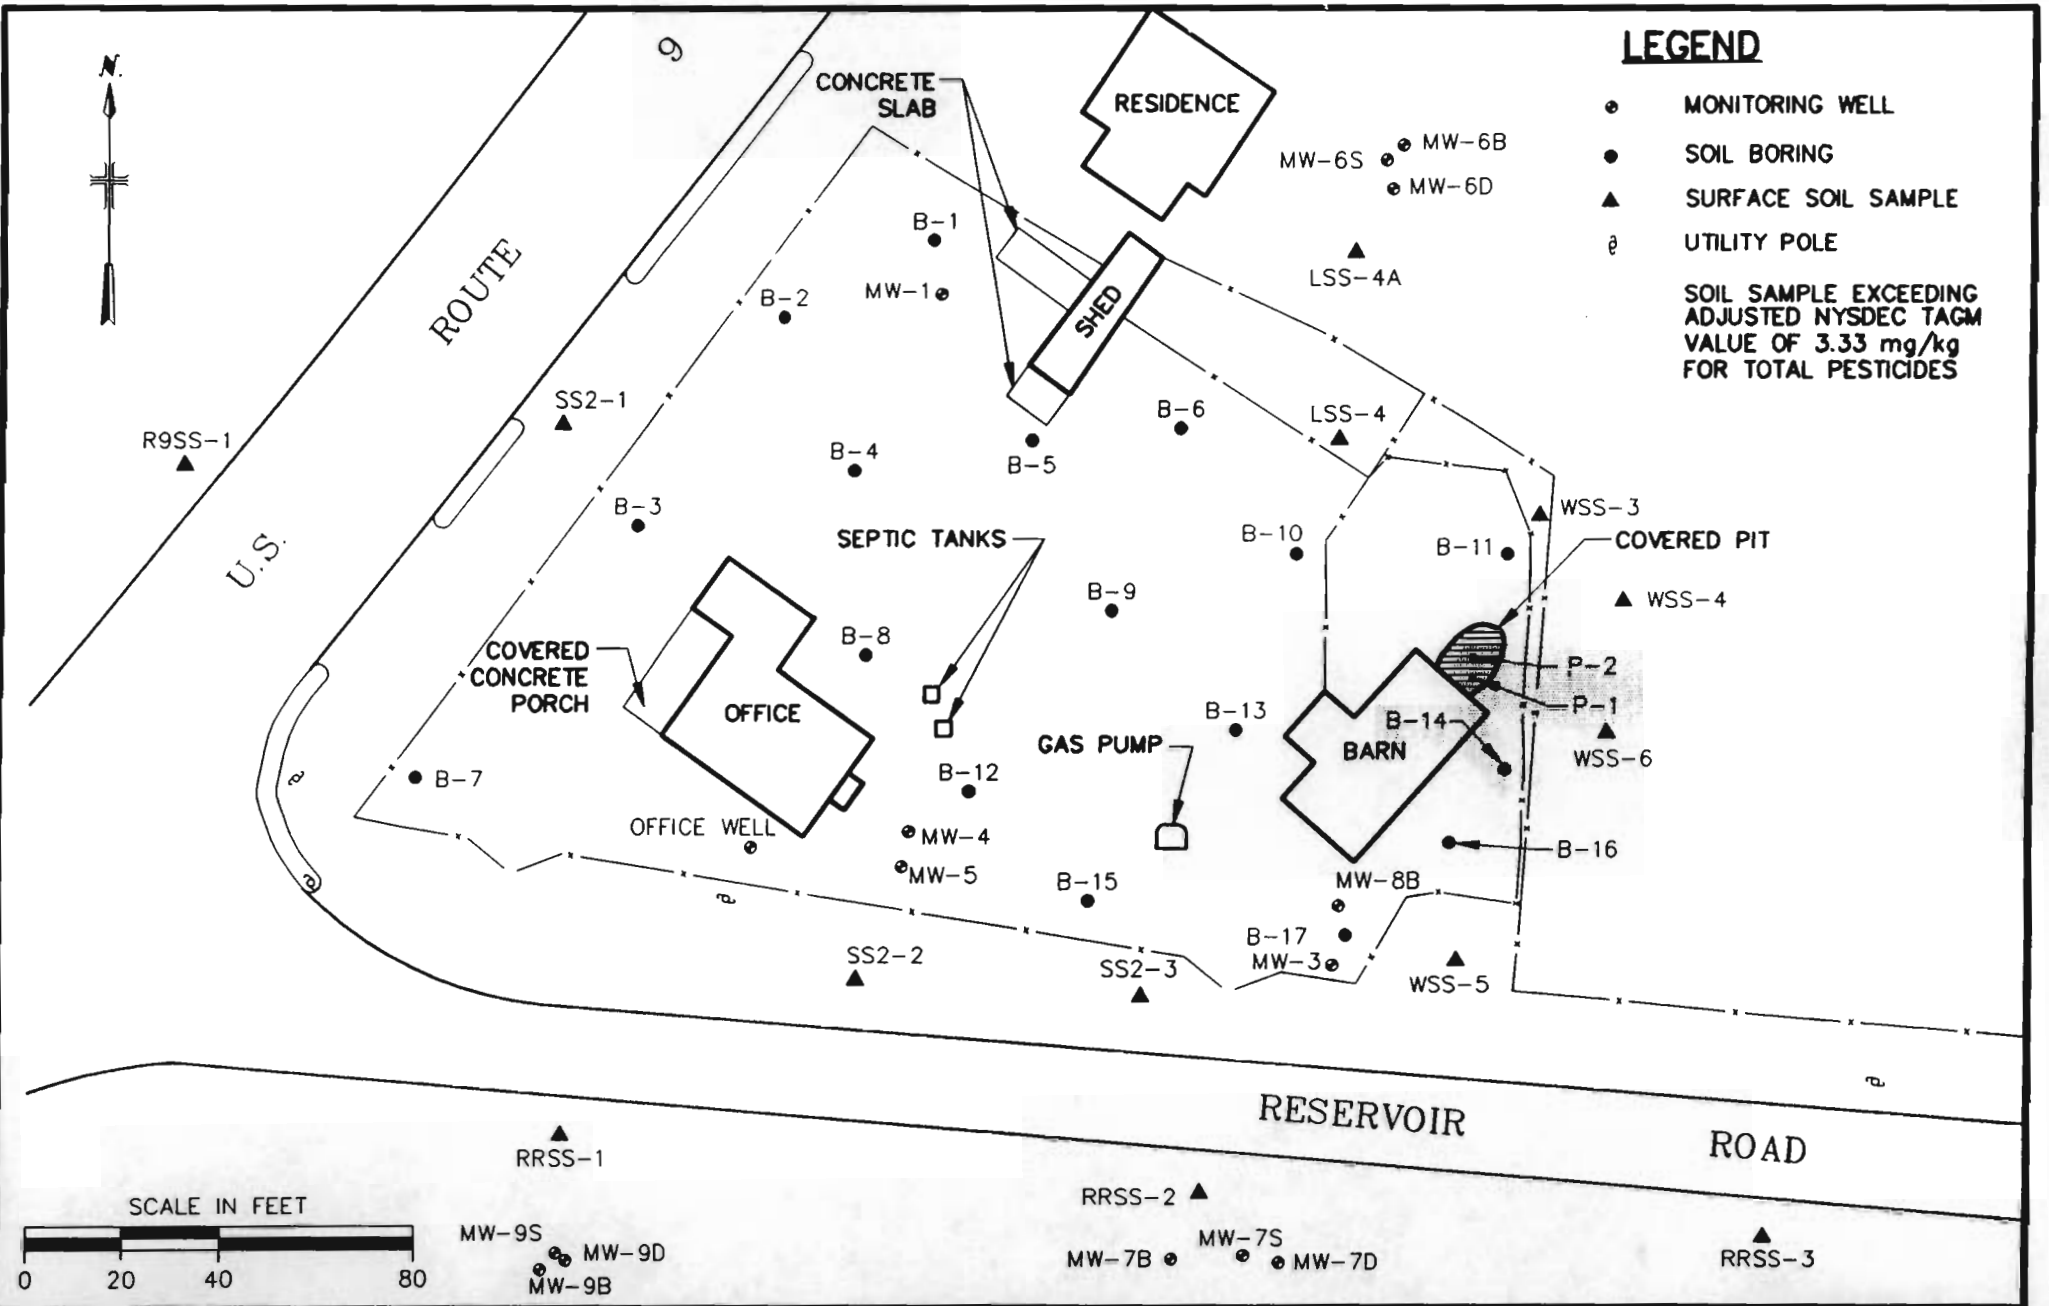 N.
9
ROUTE
U.S.
CONCRETE
SLAB
RESIDENCE
LEGEND
MONITORING WELL
SOIL BORING
SURFACE SOIL SAMPLE
UTILITY POLE
SOIL SAMPLE EXCEEDING
ADJUSTED NYSDEC TAGM
VALUE OF 3.33 mg/kg
FOR TOTAL PESTICIDES
MW-6S
MW-6B
MW-6D
B-1
MW-1
B-2
LSS-4A
SHED
SS2-1
R9SS-1
B-6
LSS-4
B-4
B-5
B-3
SEPTIC TANKS
B-10
B-11
WSS-3
COVERED PIT
B-9
WSS-4
B-8
COVERED
CONCRETE
PORCH
OFFICE
P-2
P-1
B-13
B-14
GAS PUMP
BARN
WSS-6
B-7
B-12
OFFICE WELL
MW-4
MW-5
B-16
B-15
MW-8B
B-17
MW-3
SS2-2
SS2-3
WSS-5
RESERVOIR
ROAD
RRSS-1
RRSS-2
RRSS-3
SCALE IN FEET
0 20 40 80
MW-9S
MW-9D
MW-9B
MW-7S
MW-7B
MW-7D